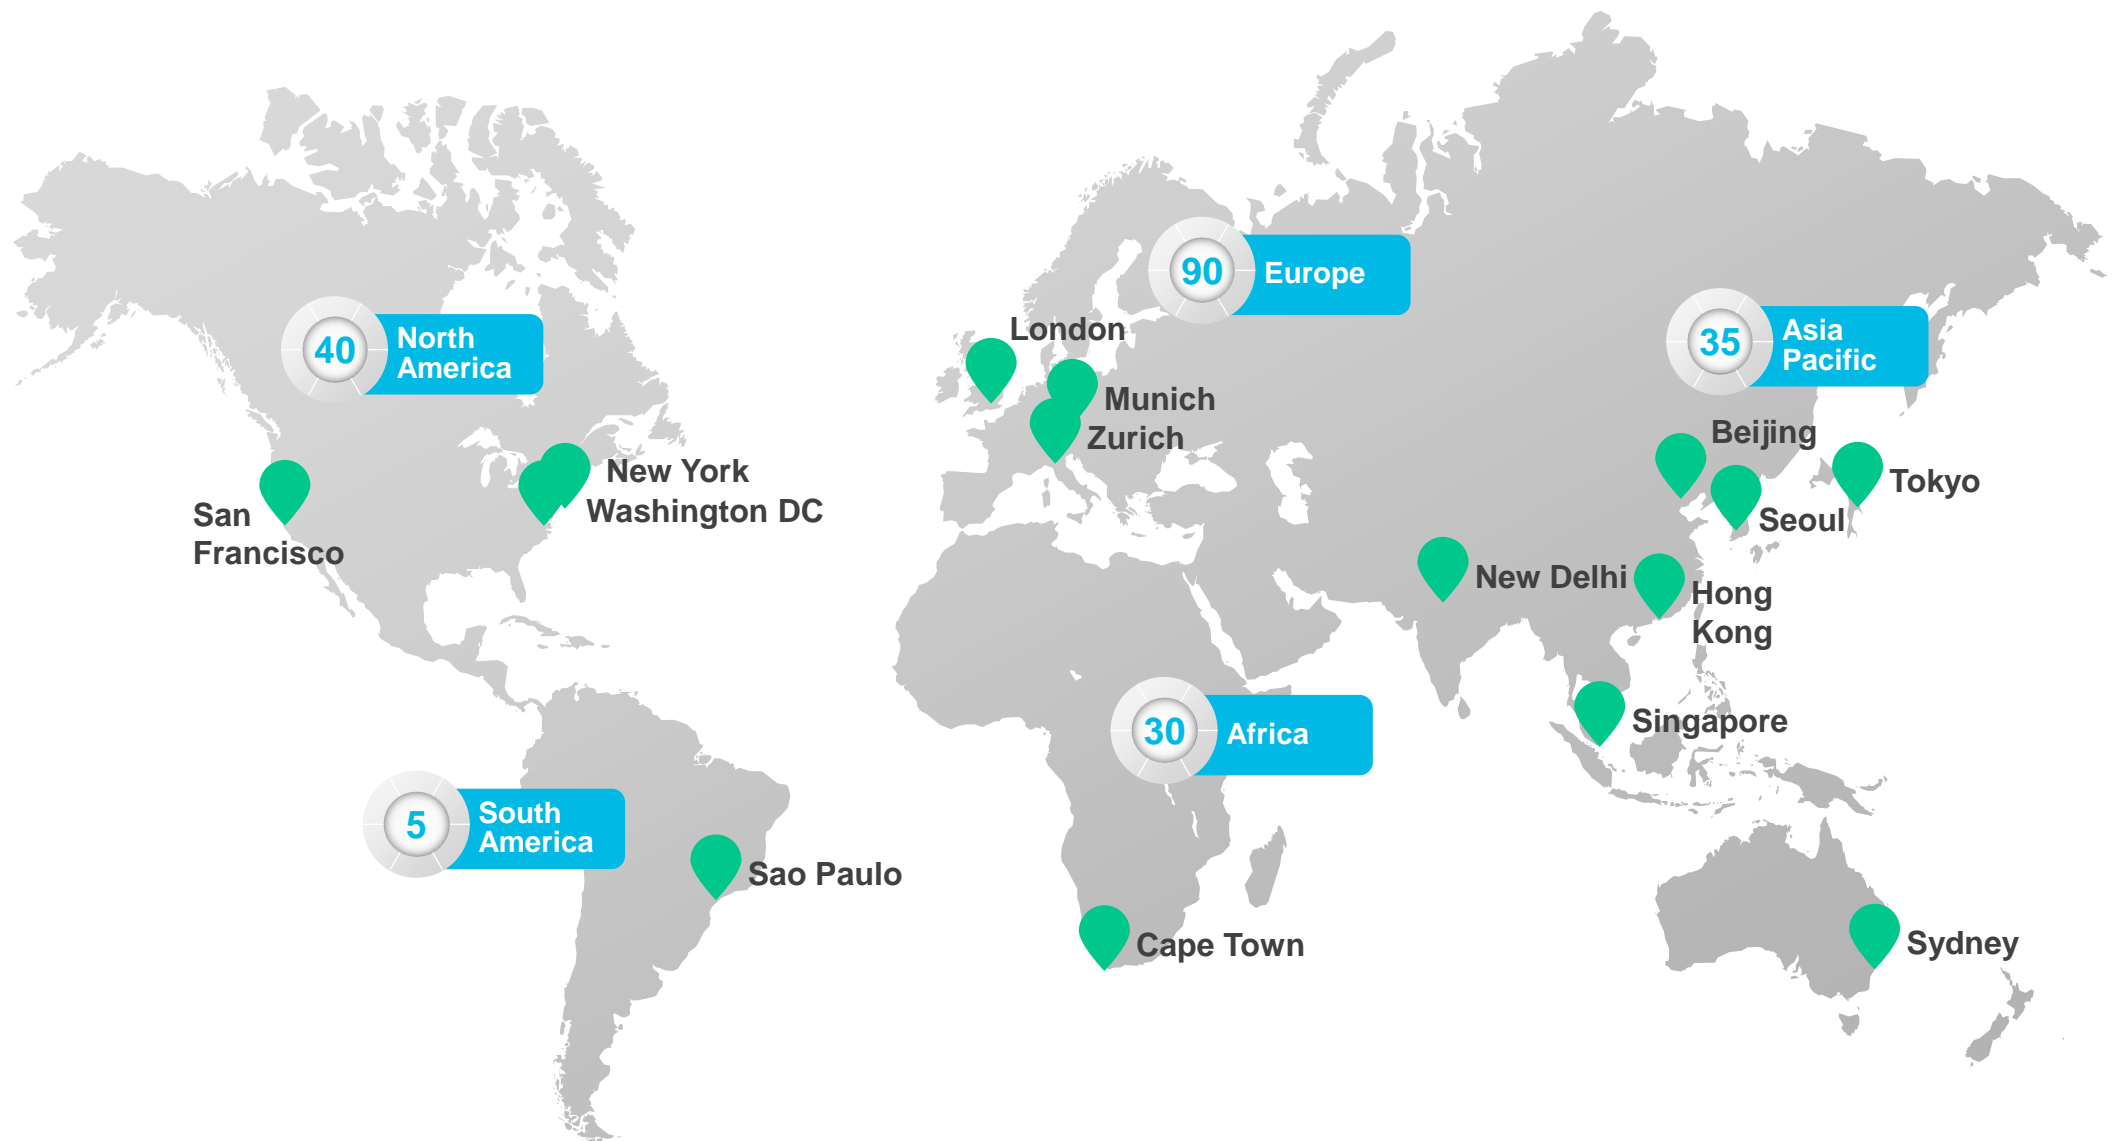 90
Europe
London
40
North
America
35
Asia
Pacific
Munich
Zurich
Beijing
New York
Washington DC
Tokyo
San
Francisco
Seoul
New Delhi
Hong
Kong
30
Africa
Singapore
5
South
America
Sao Paulo
Cape Town
Sydney